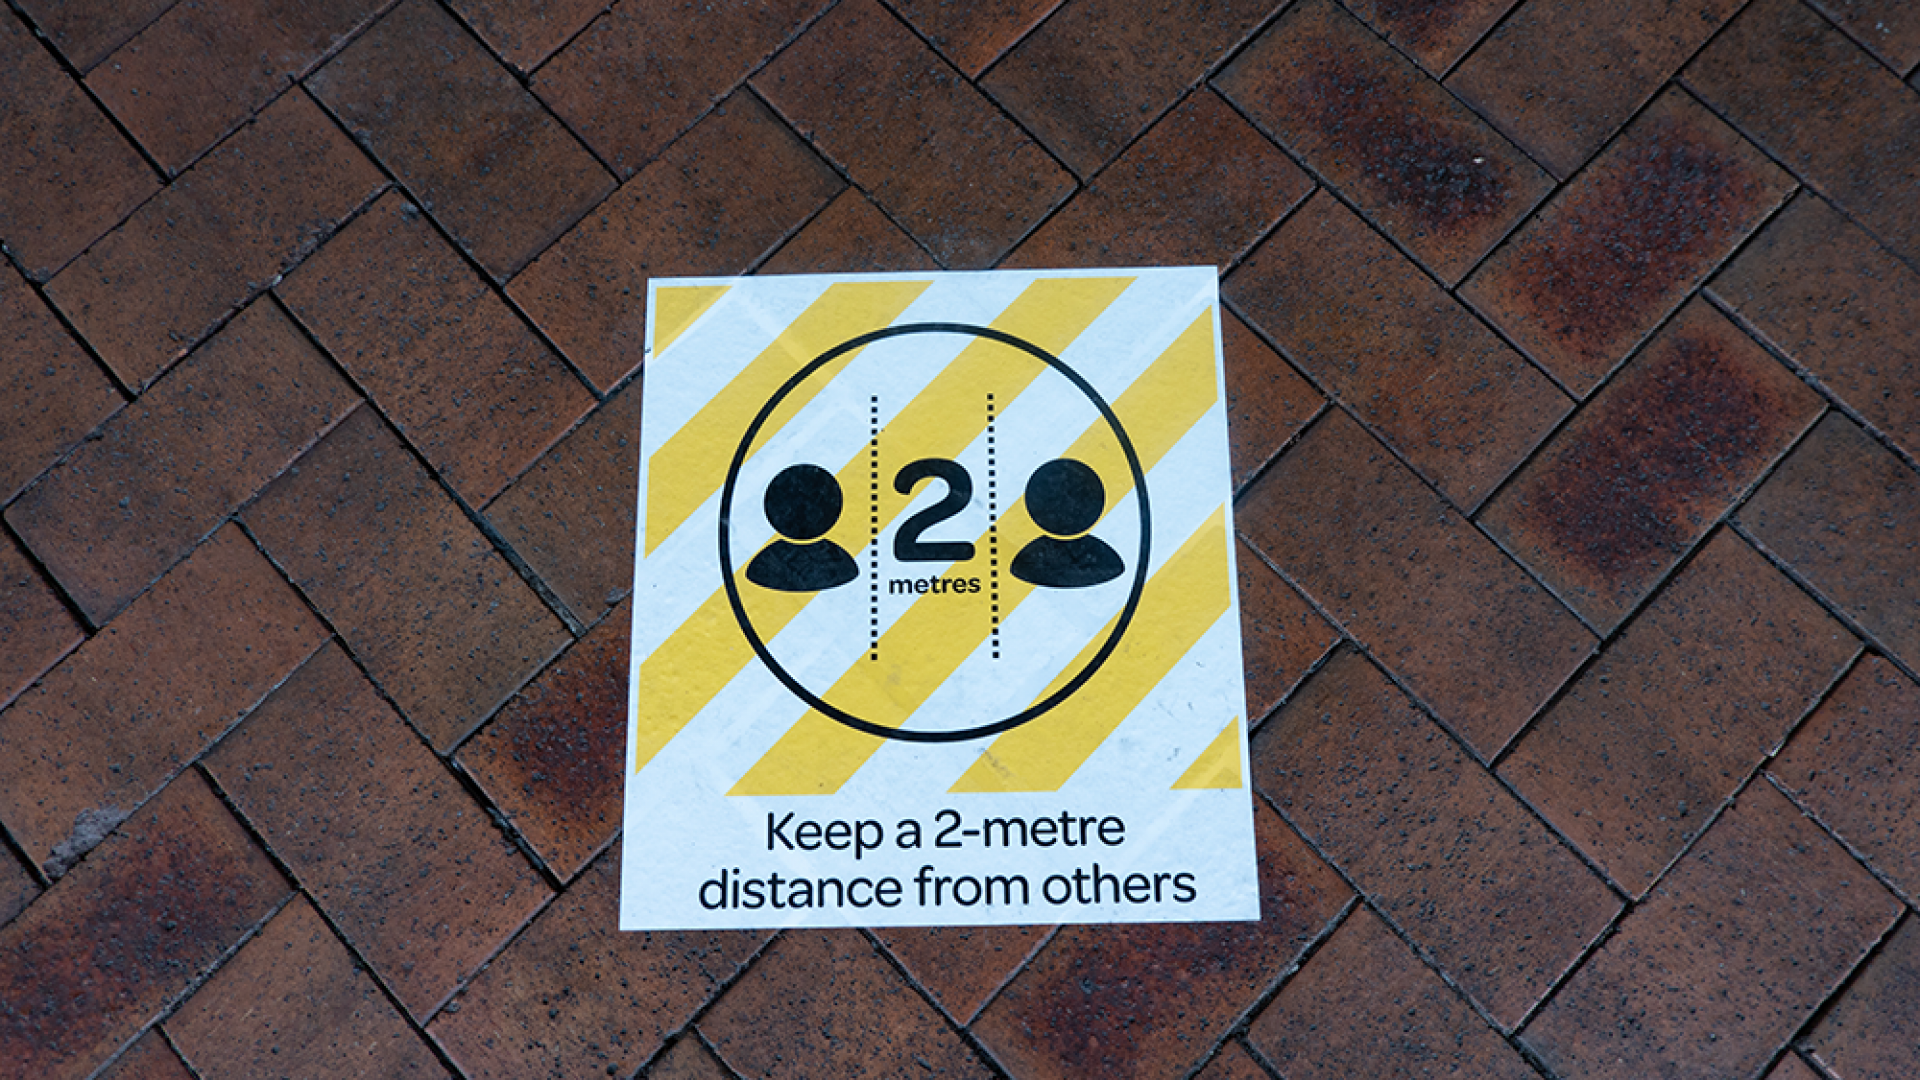 2
metres
Keep a 2-metre
distance from others